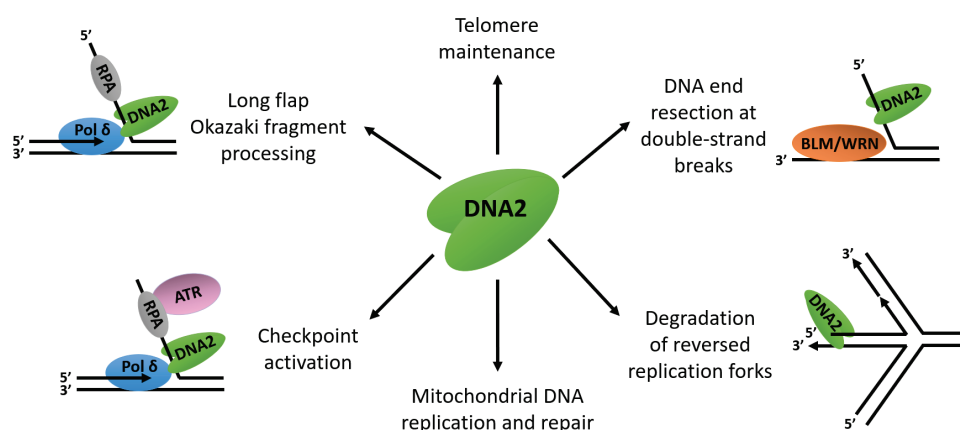 Telomere
maintenance
5’
RPA
DNA2
Pol δ
5’
3’
Long flap
Okazaki fragment
processing
DNA end
resection at
double-strand
breaks
5’
DNA2
BLM/WRN
3’
DNA2
ATR
RPA
DNA2
Pol δ
5’
3’
Checkpoint
activation
Mitochondrial DNA
replication and repair
Degradation
of reversed
replication forks
3’
DNA2
5’
3’
5’